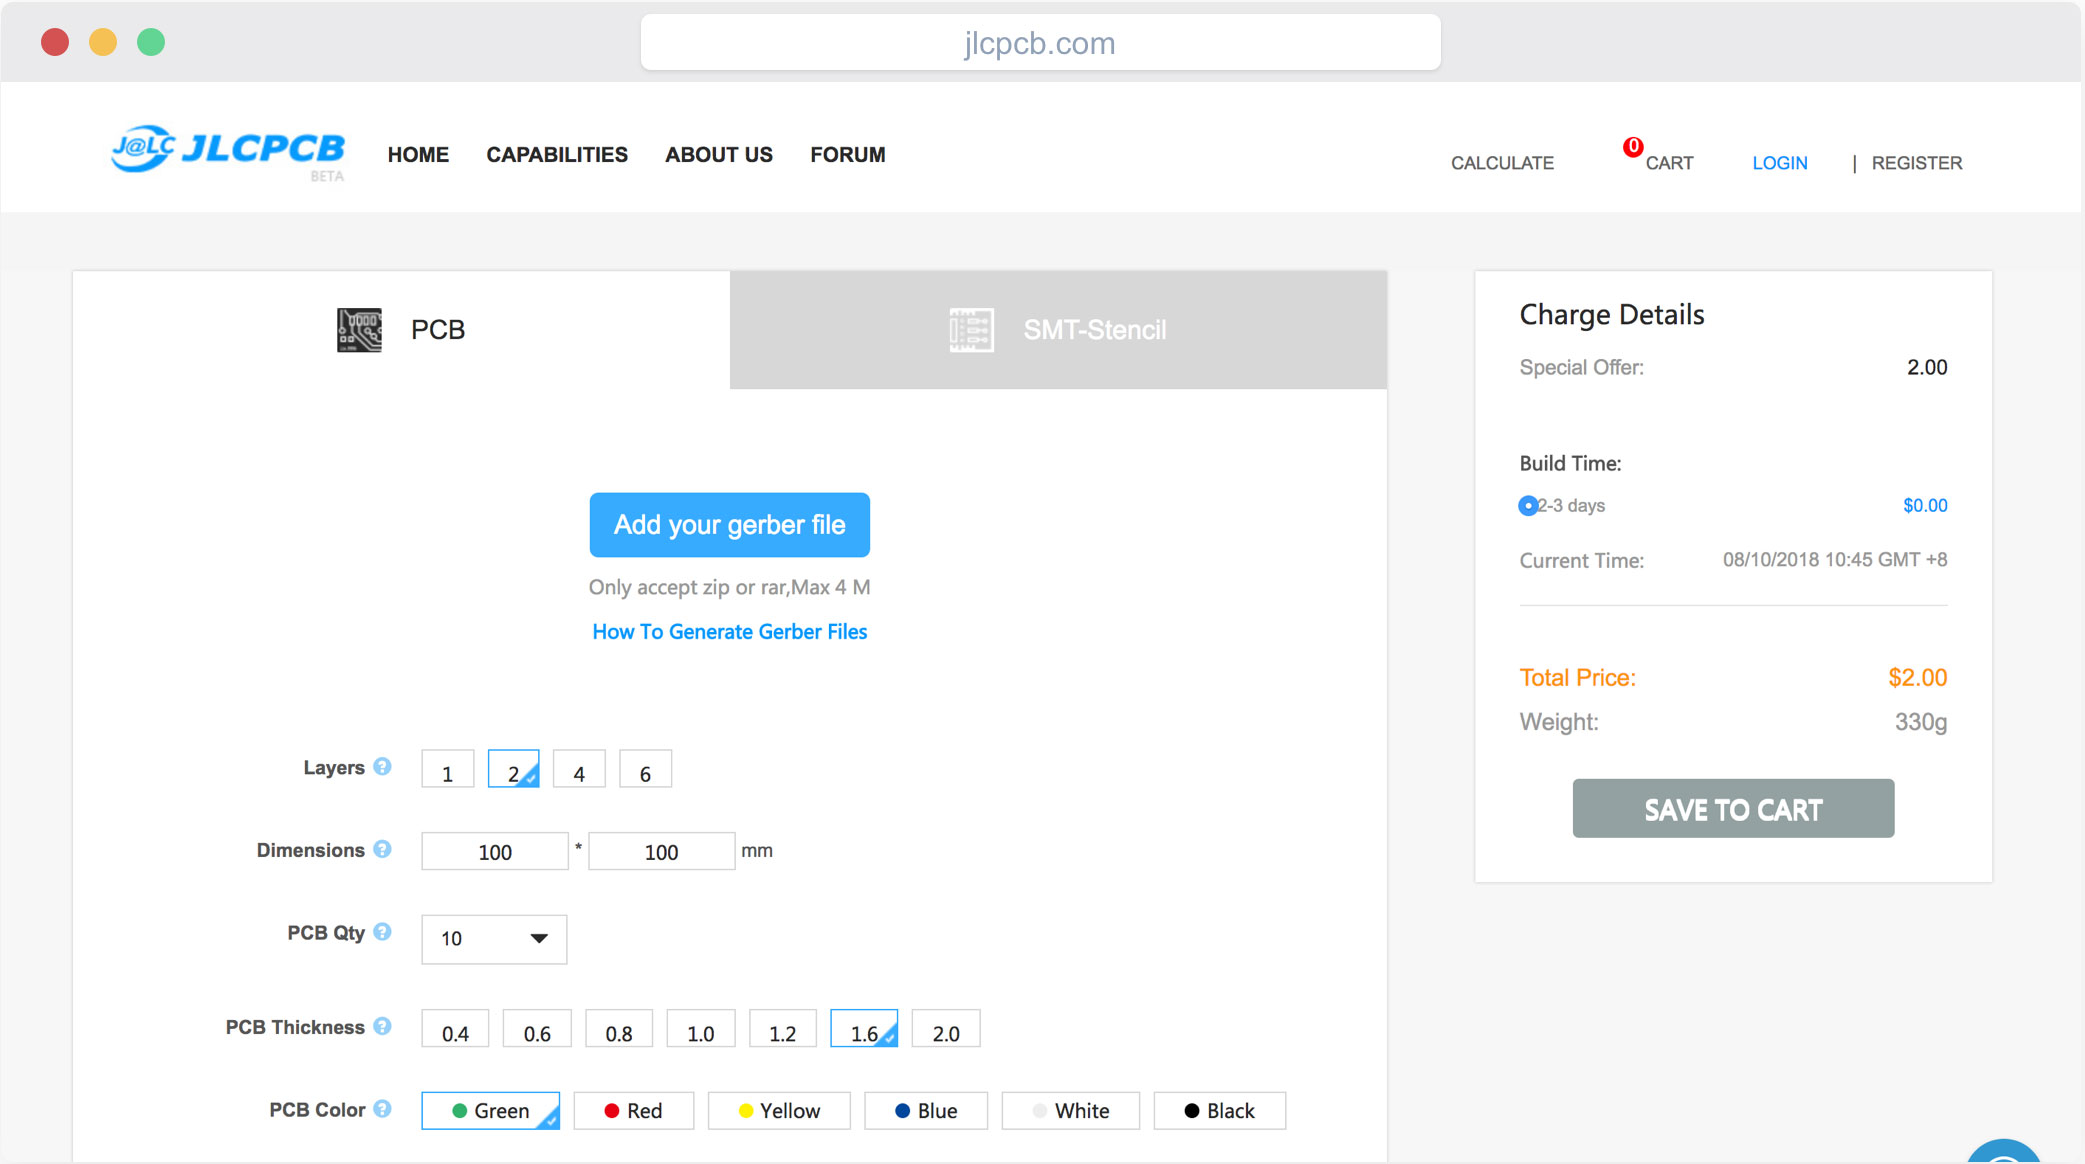 jlcpcb.com
J@LC JLCPCB
BETA
HOME CAPABILITIES ABOUT US FORUM
CALCULATE 0 CART LOGIN | REGISTER
PCB
SMT-Stencil
Add your gerber file
Only accept zip or rar,Max 4 M
How To Generate Gerber Files
Layers ? 1 2 4 6
Dimensions ? 100 * 100 mm
PCB Qty ? 10
PCB Thickness ? 0.4 0.6 0.8 1.0 1.2 1.6 2.0
PCB Color ? Green Red Yellow Blue White Black
Charge Details
Special Offer: 2.00
Build Time:
2-3 days $0.00
Current Time: 08/10/2018 10:45 GMT +8
Total Price: $2.00
Weight: 330g
SAVE TO CART